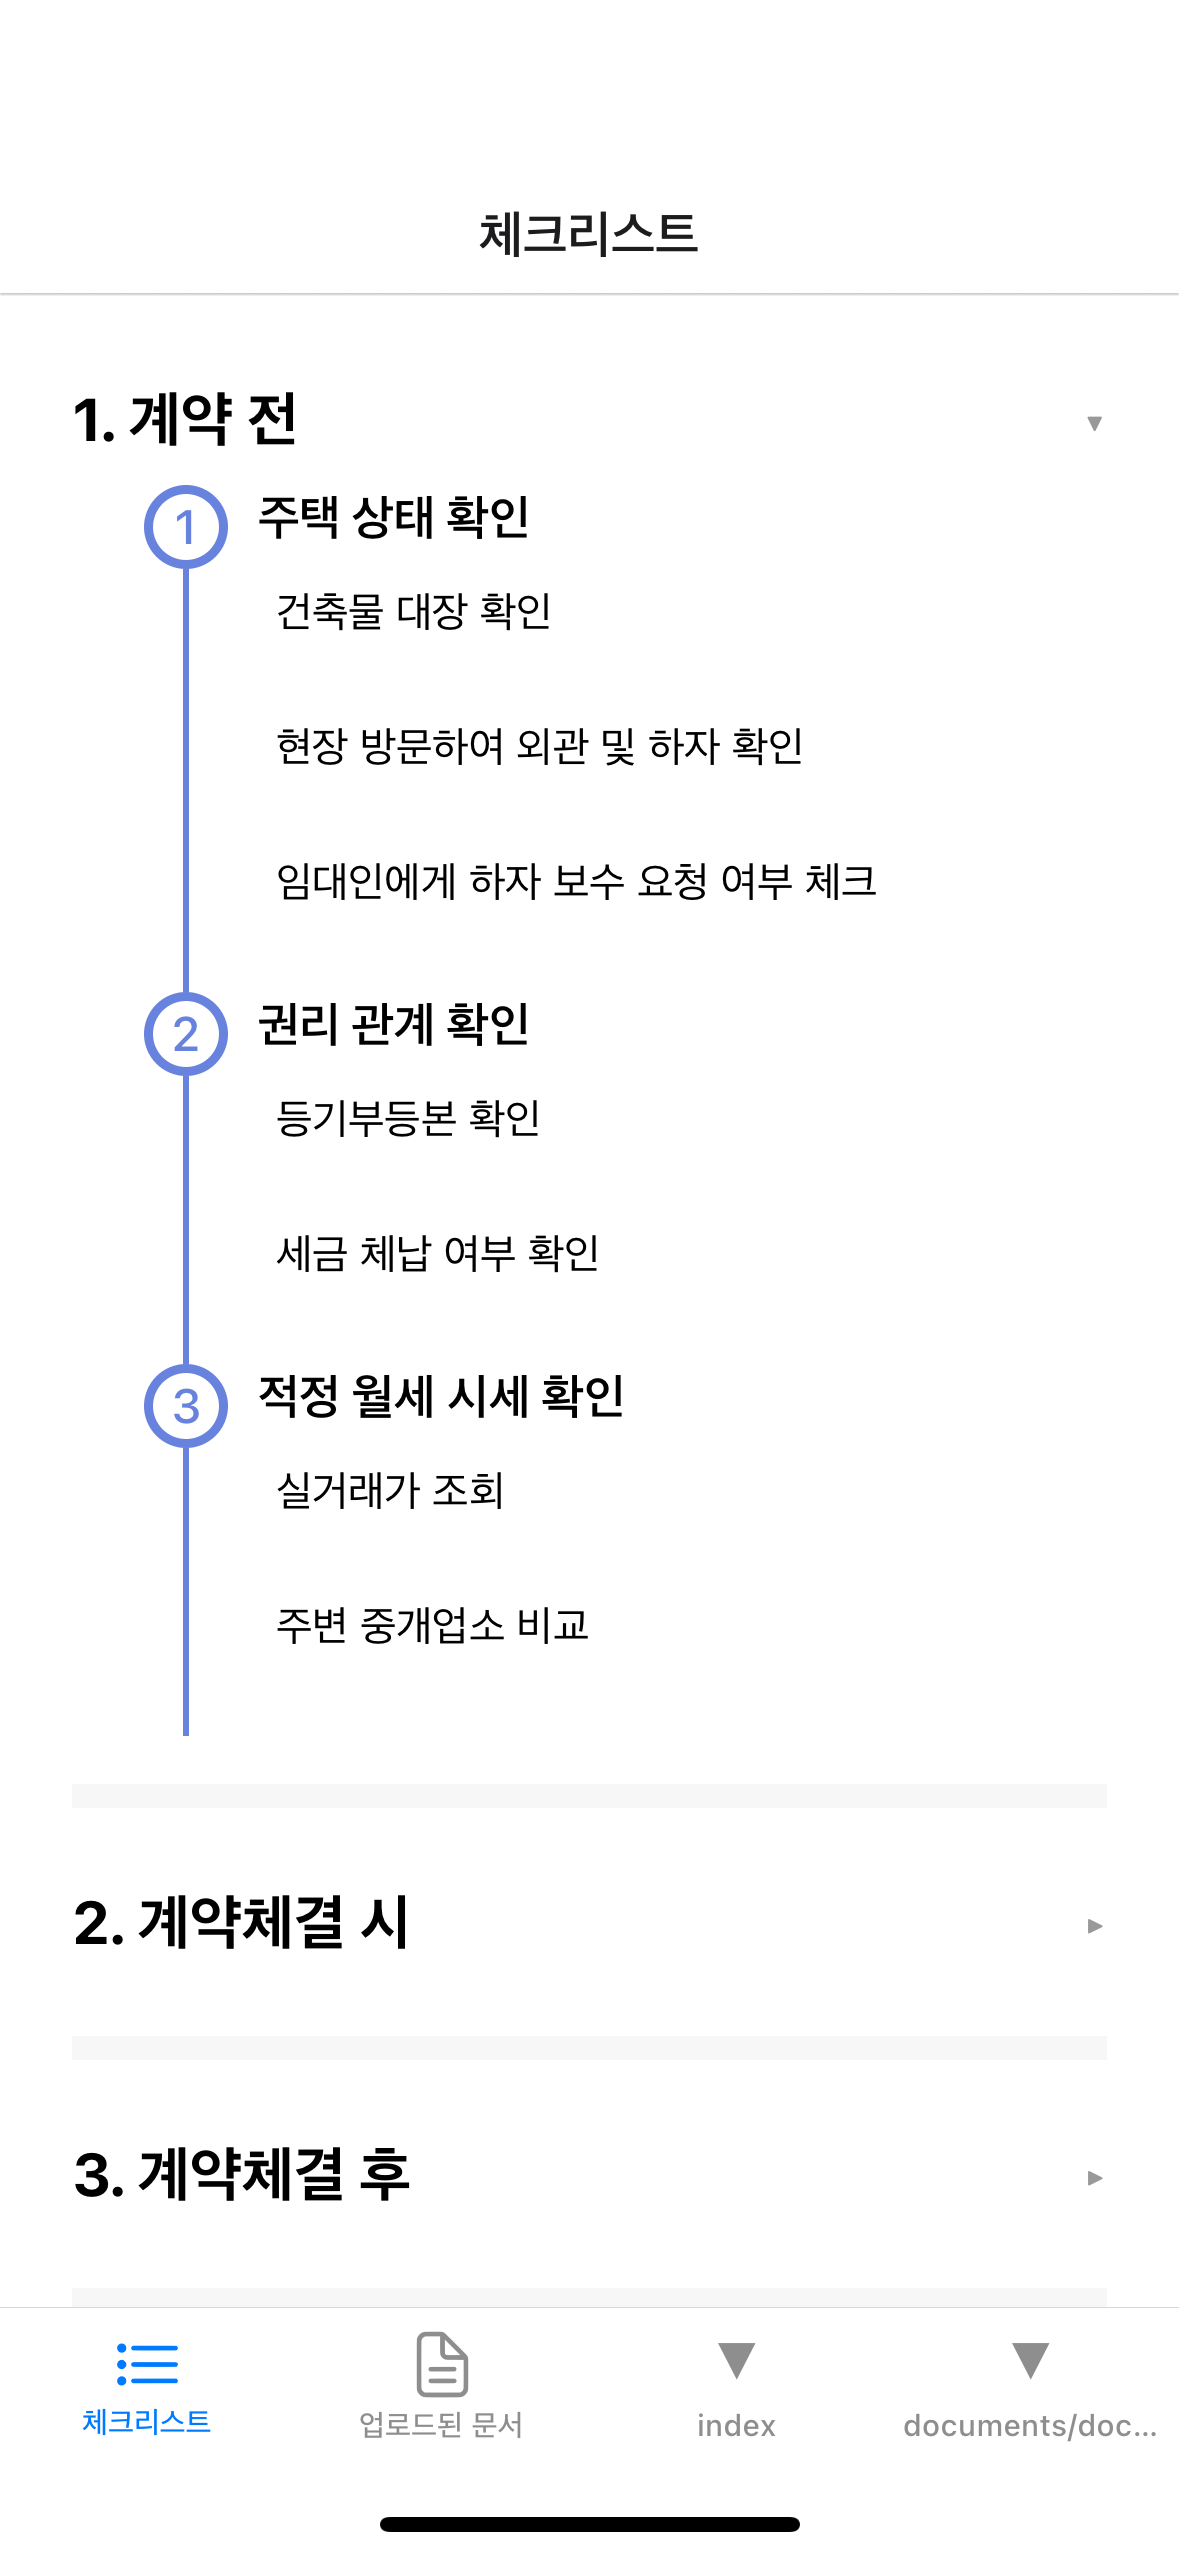 체크리스트
1. 계약 전
1 주택 상태 확인
건축물 대장 확인
현장 방문하여 외관 및 하자 확인
임대인에게 하자 보수 요청 여부 체크
2 권리 관계 확인
등기부등본 확인
세금 체납 여부 확인
3 적정 월세 시세 확인
실거래가 조회
주변 중개업소 비교
2. 계약체결 시
3. 계약체결 후
체크리스트 업로드된 문서 index documents/doc...